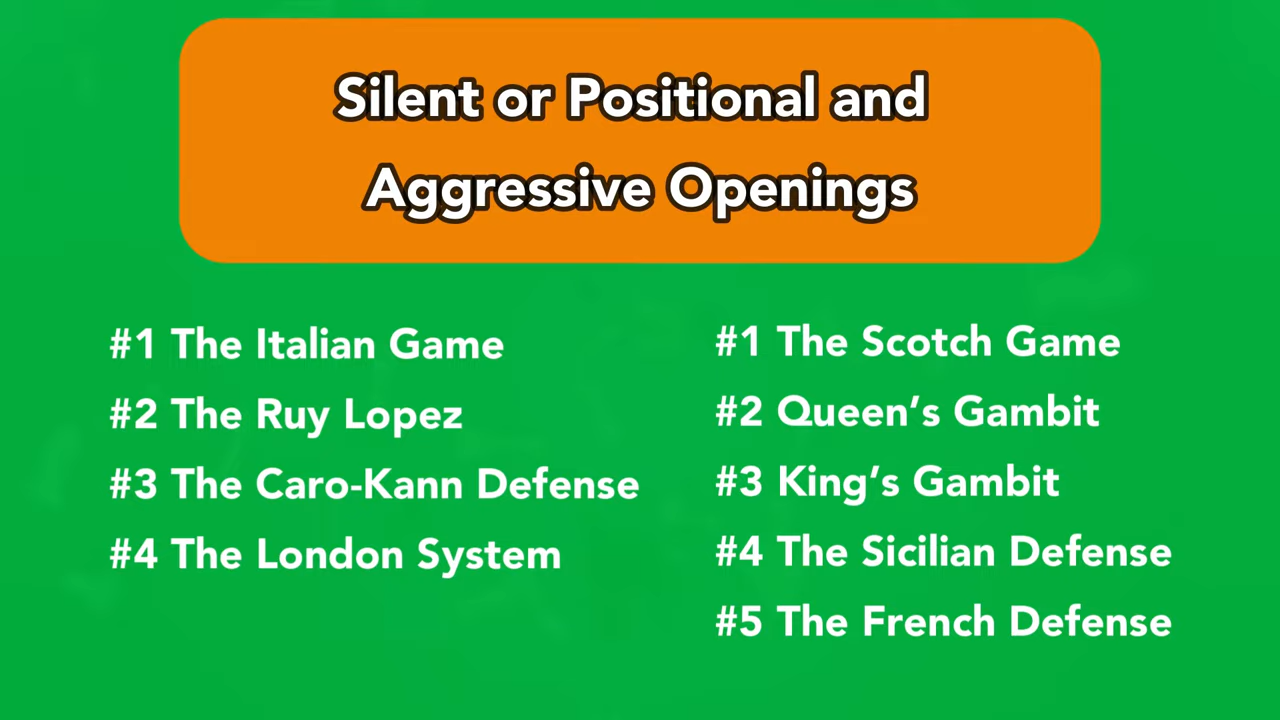 Silent or Positional and
Aggressive Openings
#1 The Italian Game
#2 The Ruy Lopez
#3 The Caro-Kann Defense
#4 The London System
#1 The Scotch Game
#2 Queen’s Gambit
#3 King’s Gambit
#4 The Sicilian Defense
#5 The French Defense